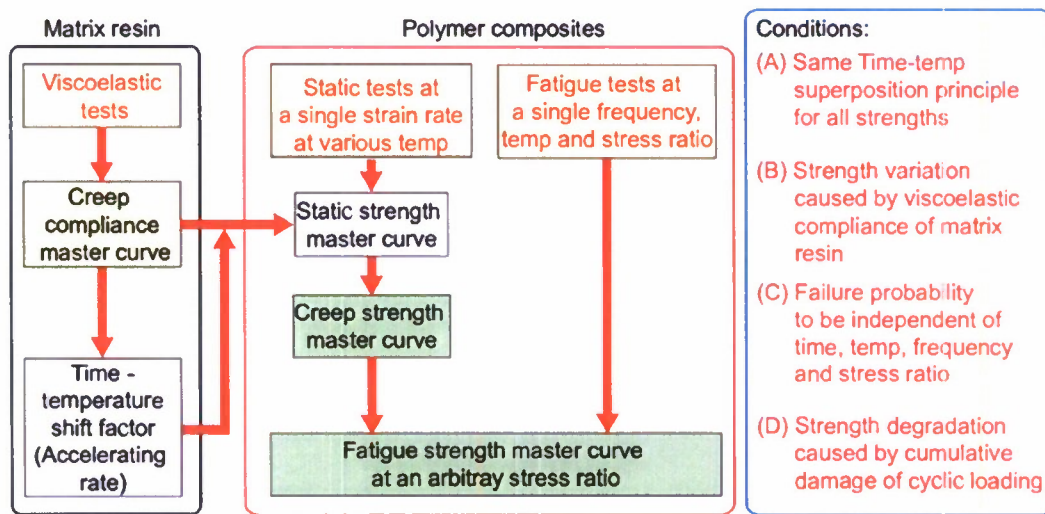 Matrix resin
Viscoelastic
tests
Creep
compliance
master curve
Time -
temperature
shift factor
(Accelerating
rate)
Polymer composites
Static tests at
a single strain rate
at various temp
Fatigue tests at
a single frequency,
temp and stress ratio
Static strength
master curve
Creep strength
master curve
Fatigue strength master curve
at an arbitray stress ratio
Conditions:
(A) Same Time-temp
superposition principle
for all strengths
(B) Strength variation
caused by viscoelastic
compliance of matrix
resin
(C) Failure probability
to be independent of
time, temp, frequency
and stress ratio
(D) Strength degradation
caused by cumulative
damage of cyclic loading